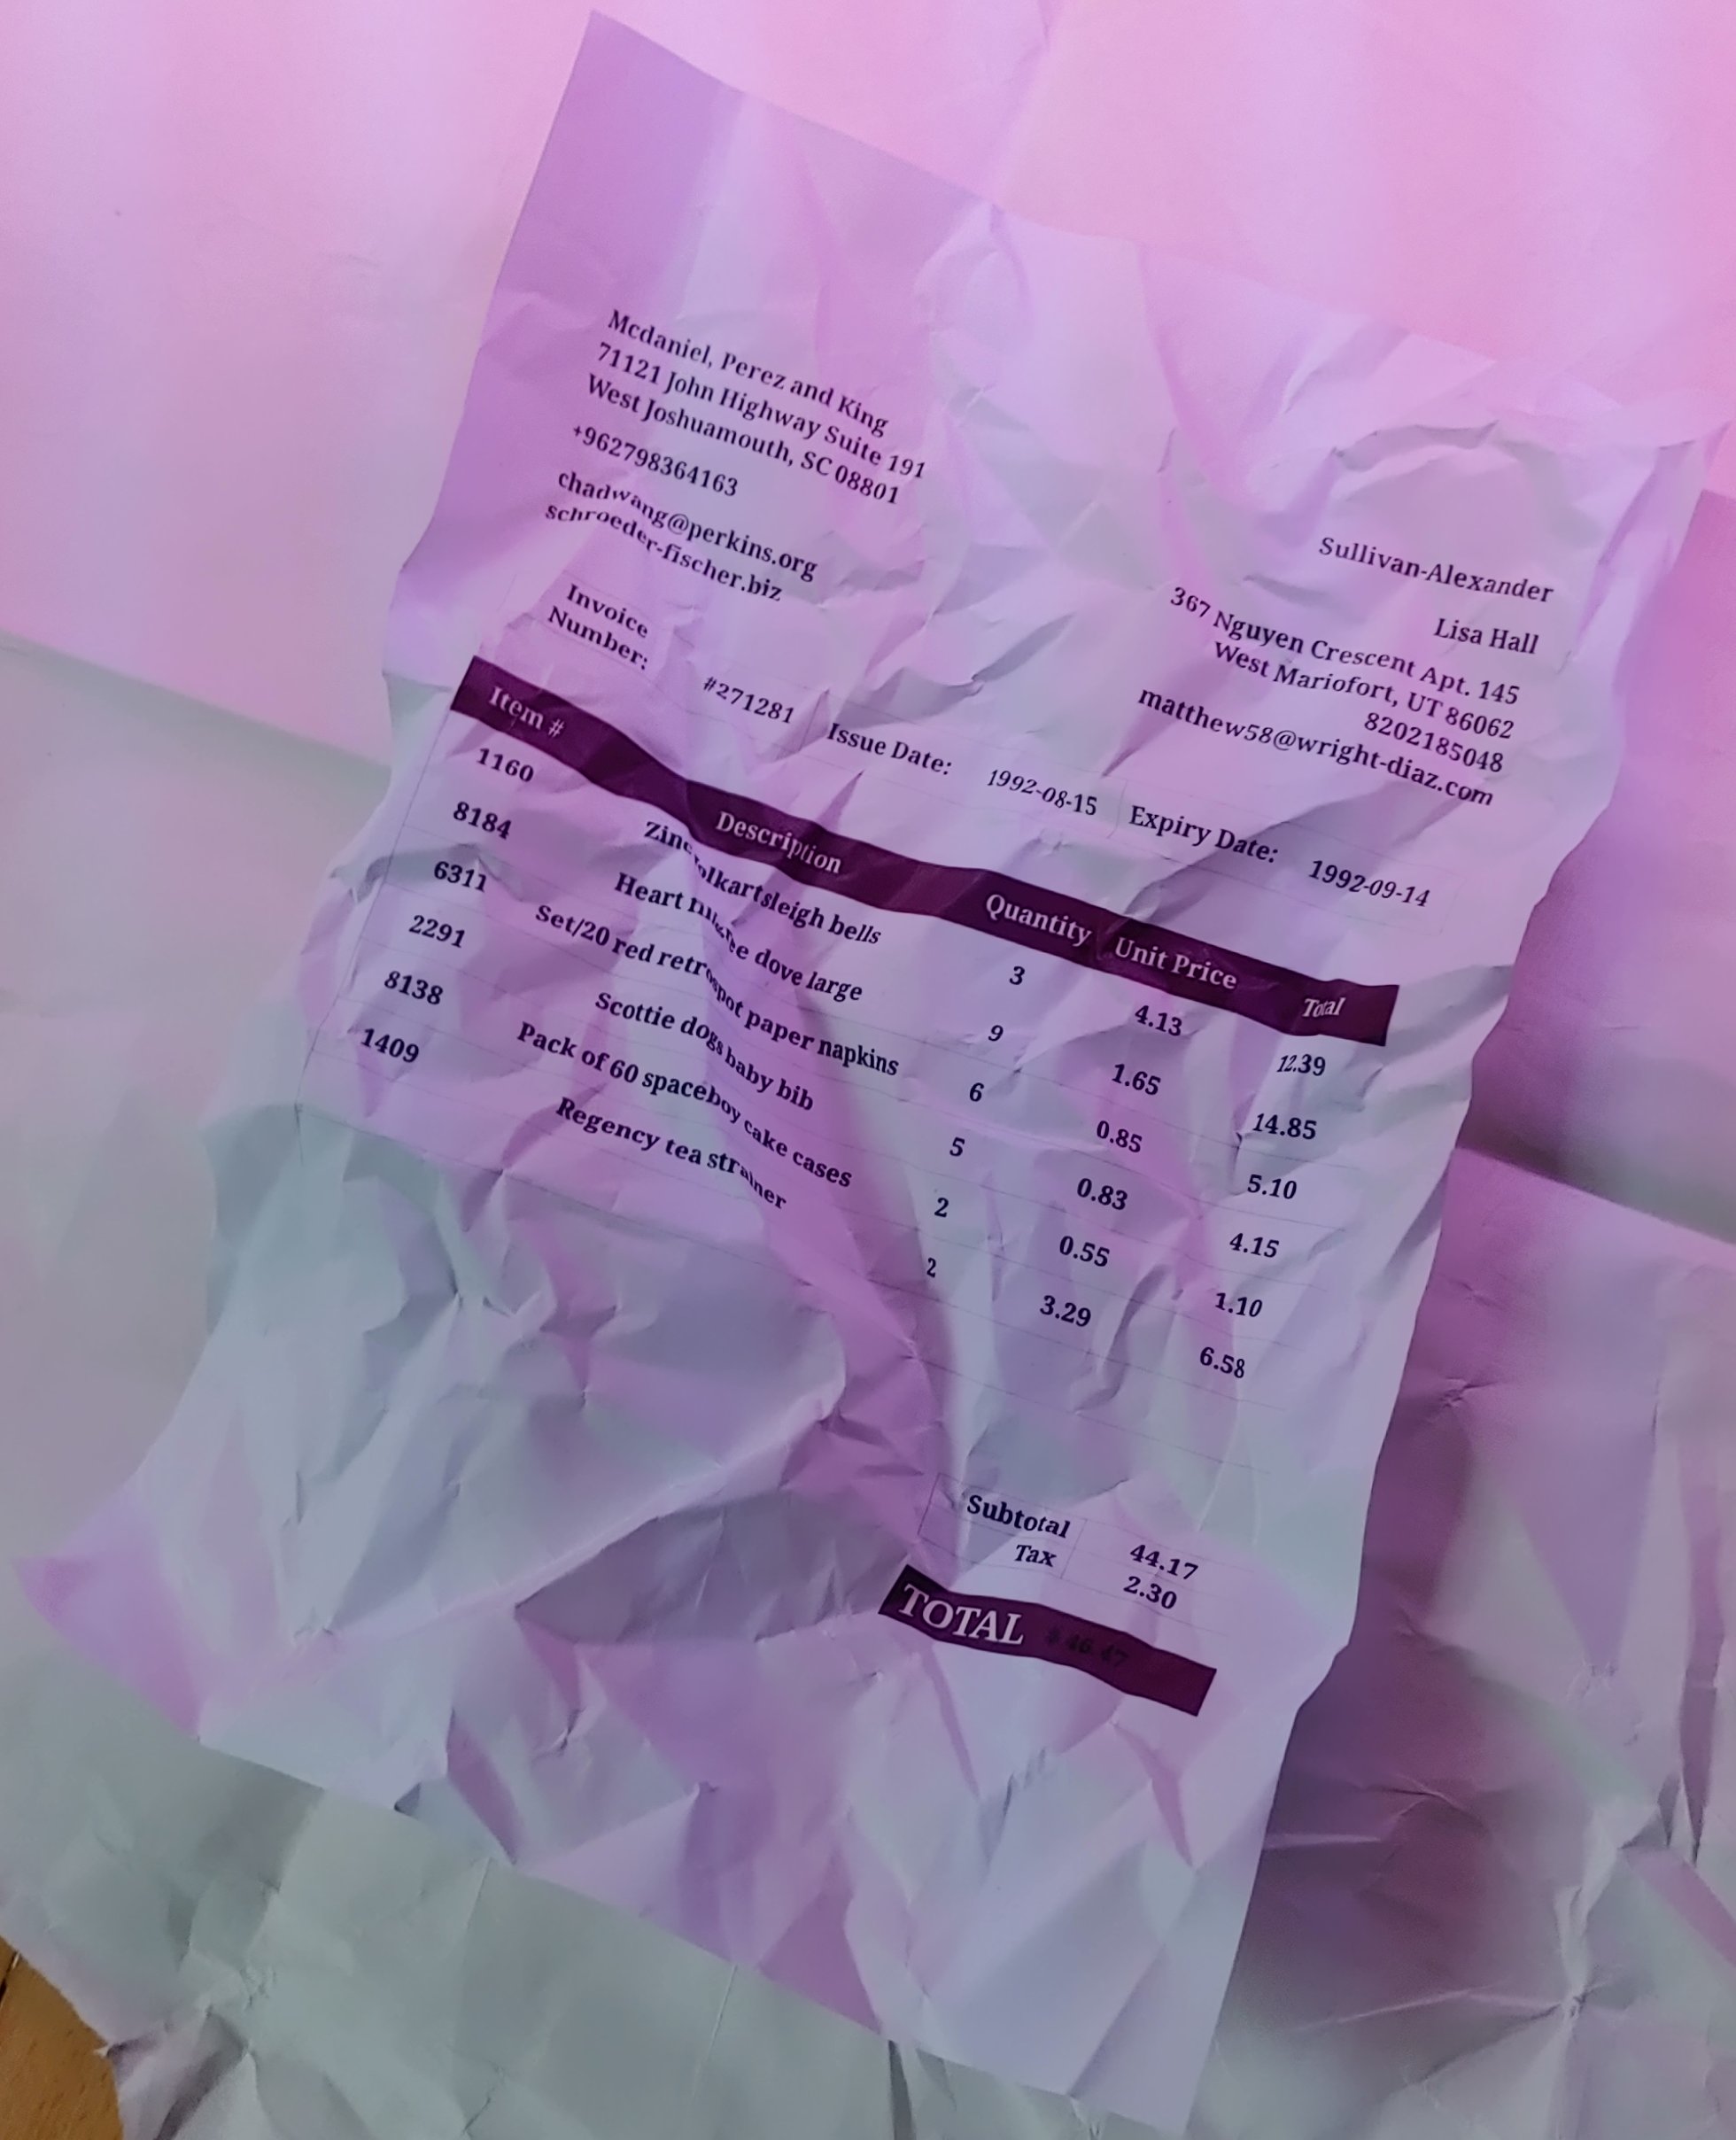 Mcdaniel, Perez and King
71121 John Highway Suite 191
West Joshuamouth, SC 08801
+962798364163
chadwang@perkins.org
schroeder-fischer.biz
Sullivan-Alexander
Lisa Hall
367 Nguyen Crescent Apt. 145
West Mariofort, UT 86062
8202185048
matthew58@wright-diaz.com
Invoice Number: #271281 Issue Date: 1992-08-15 Expiry Date: 1992-09-14
Item # Description Quantity Unit Price Total
1160 sleigh bells 3 4.13 12.39
8184 Heart dove large 9 1.65 14.85
6311 Set/20 red retrospot paper napkins 6 0.85 5.10
2291 Scottie dogs baby bib 5 0.83 4.15
8138 Pack of 60 spaceboy cake cases 2 0.55 1.10
1409 Regency tea strainer 2 3.29 6.58
Subtotal 44.17
Tax 2.30
TOTAL # 46.47